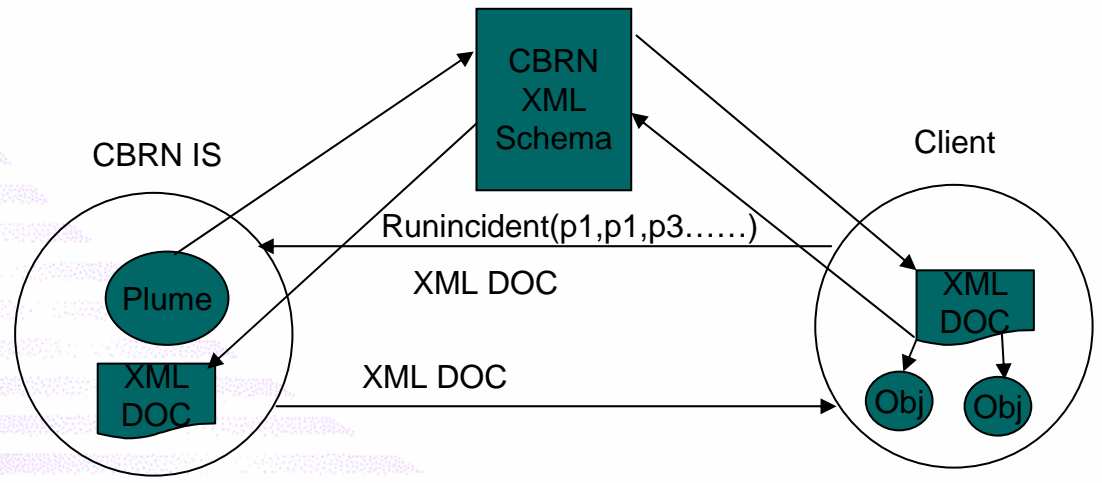 CBRN
XML
Schema
CBRN IS
Client
Runincident(p1,p1,p3......)
XML DOC
Plume
XML
DOC
XML
DOC
XML DOC
Obj
Obj